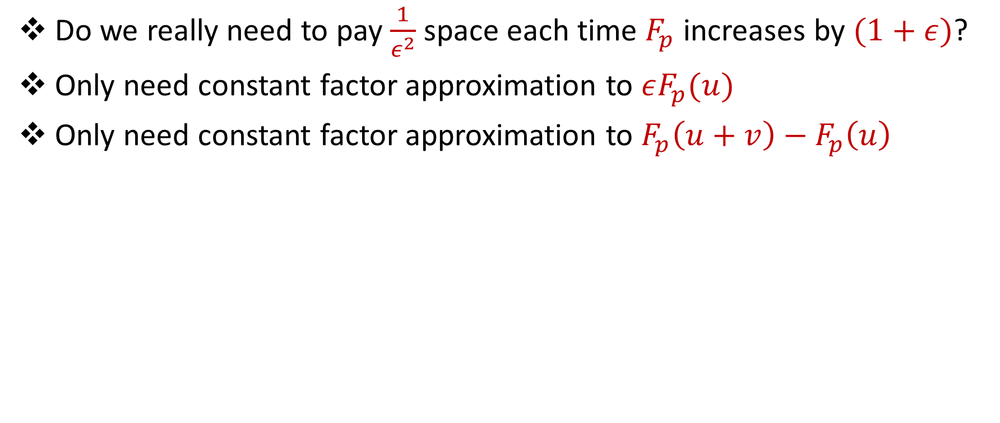 ❖ Do we really need to pay $\frac{1}{\epsilon^2}$ space each time $F_p$ increases by $(1 + \epsilon)$?
❖ Only need constant factor approximation to $\epsilon F_p(u)$
❖ Only need constant factor approximation to $F_p(u + v) - F_p(u)$